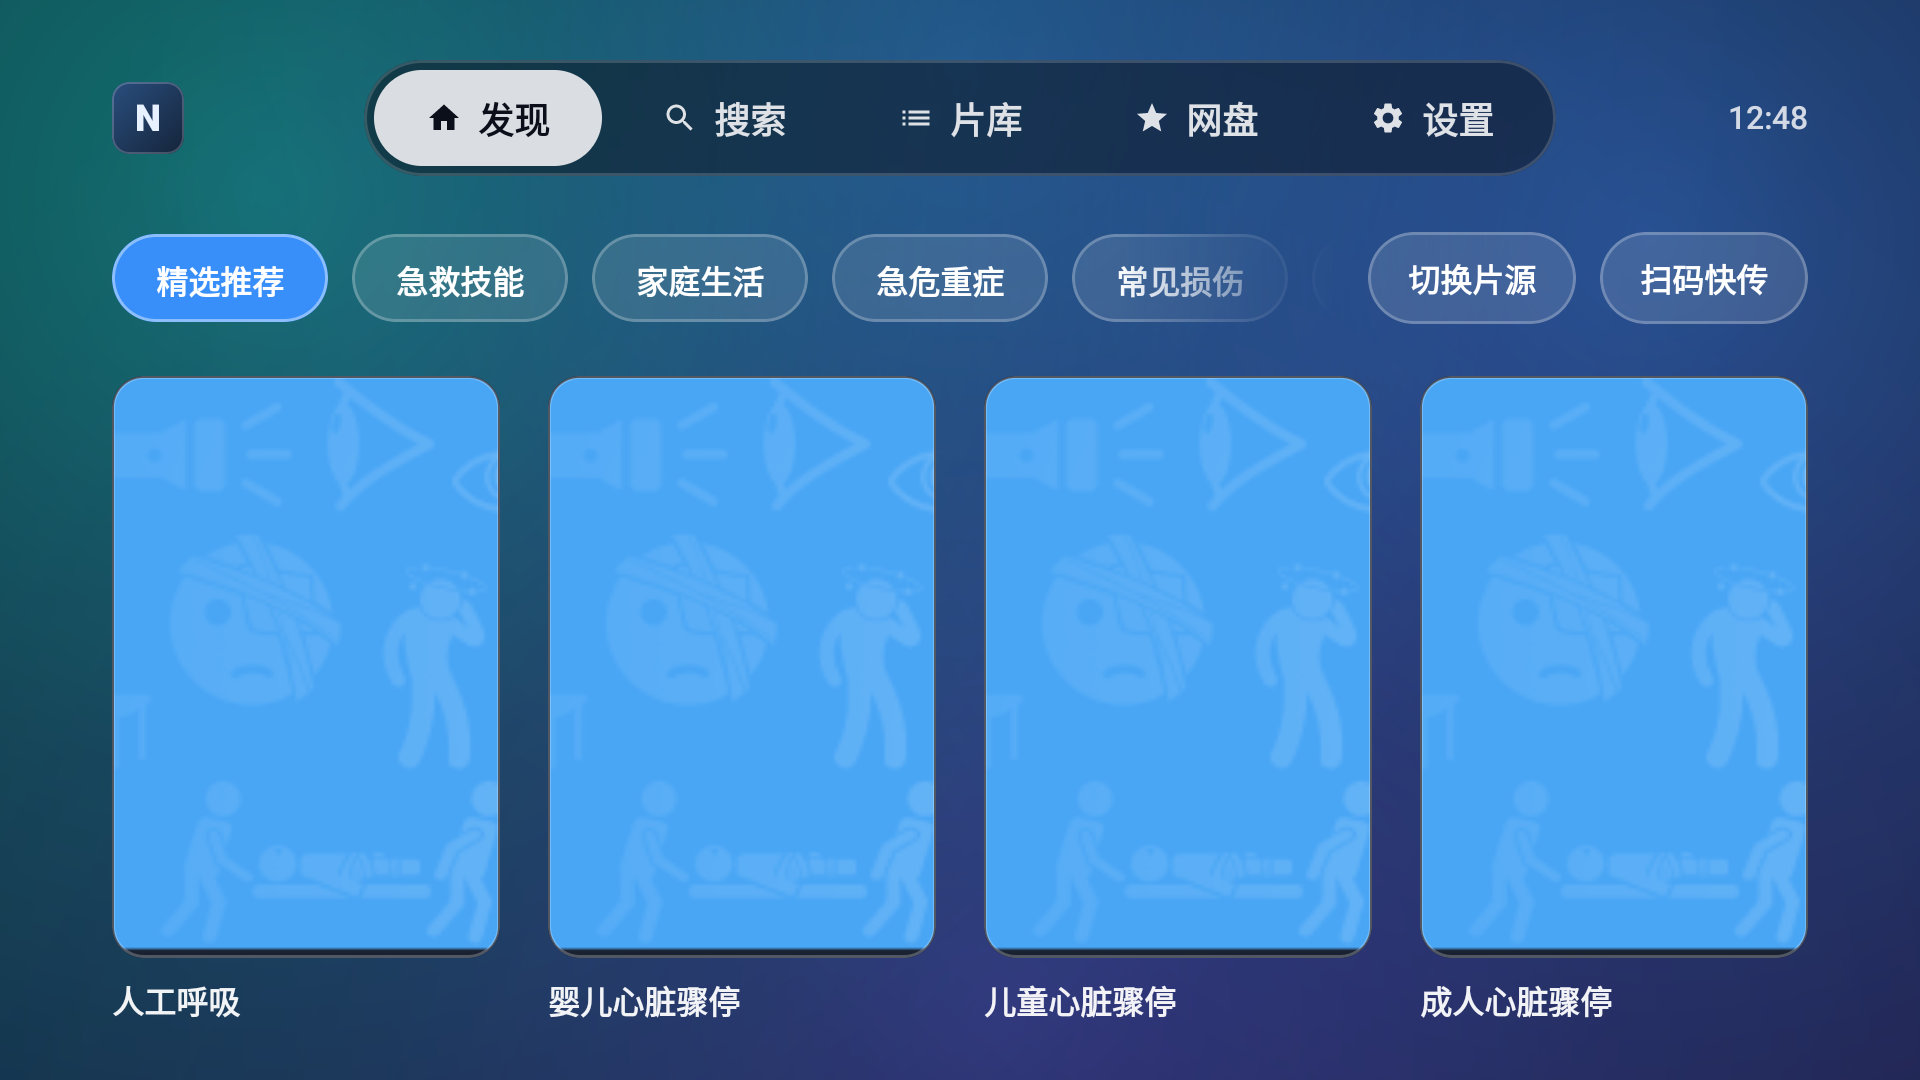 N
发现
搜索
片库
网盘
设置
12:48
精选推荐
急救技能
家庭生活
急危重症
常见损伤
切换片源
扫码快传
人工呼吸
婴儿心脏骤停
儿童心脏骤停
成人心脏骤停